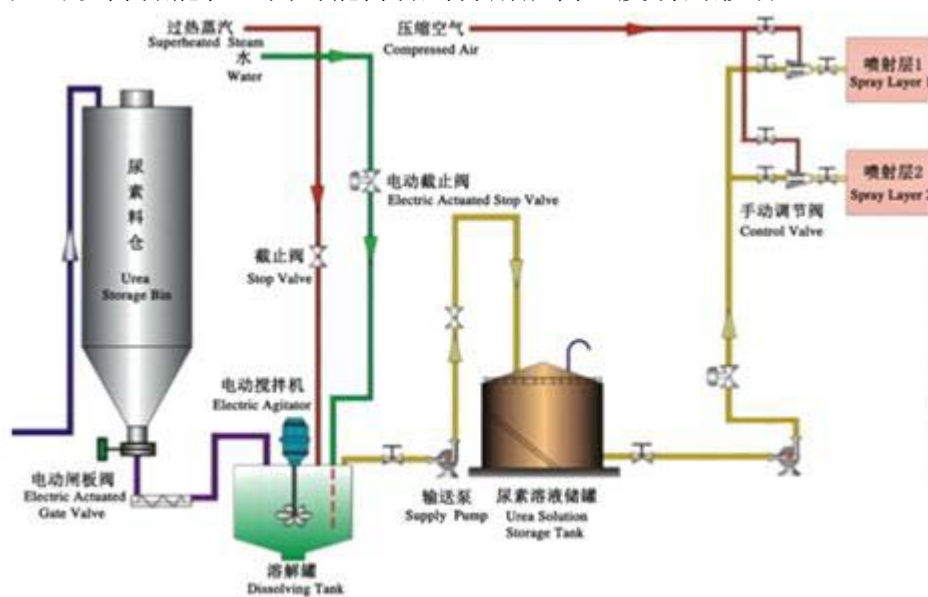 过热蒸汽
Superheated Steam
水
Water
压缩空气
Compressed Air
喷射层1
Spray Layer 1
喷射层2
Spray Layer
手动调节阀
Control Valve
电动截止阀
Electric Actuated Stop Valve
截止阀
Stop Valve
尿
素
料
仓
Urea
Storage Bin
电动搅拌机
Electric Agitator
电动闸板阀
Electric Actuated
Gate Valve
输送泵
Supply Pump
尿素溶液储罐
Urea Solution
Storage Tank
溶解罐
Dissolving Tank